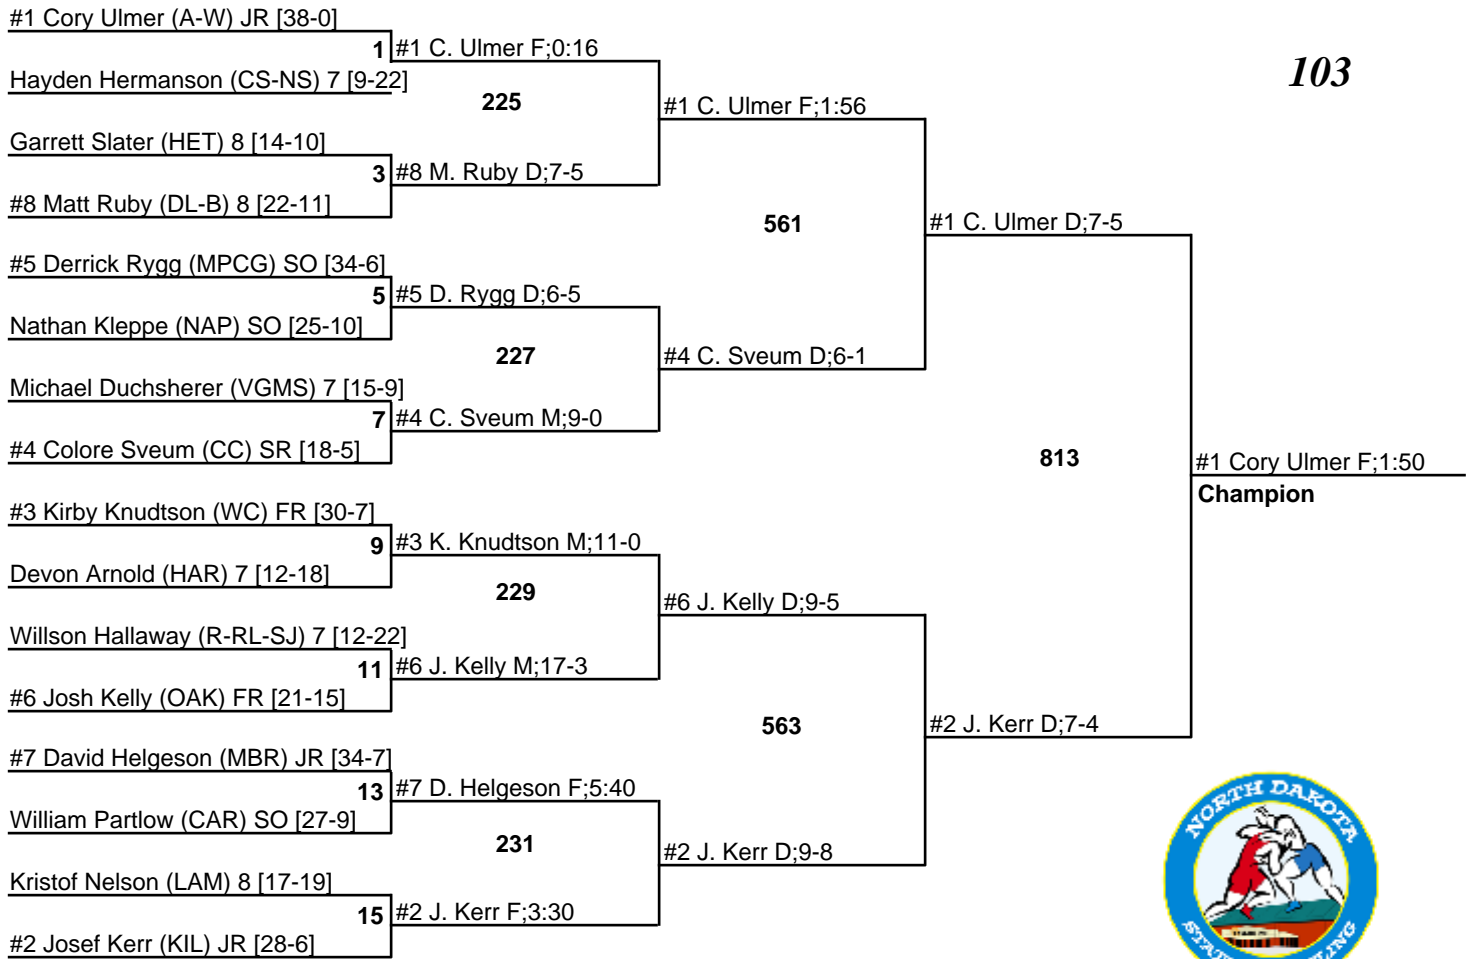 #1 Cory Ulmer (A-W) JR [38-0]
1
#1 C. Ulmer F;0:16
Hayden Hermanson (CS-NS) 7 [9-22]
225
#1 C. Ulmer F;1:56
103
Garrett Slater (HET) 8 [14-10]
3
#8 M. Ruby D;7-5
#8 Matt Ruby (DL-B) 8 [22-11]
561
#1 C. Ulmer D;7-5
#5 Derrick Rygg (MPCG) SO [34-6]
5
#5 D. Rygg D;6-5
Nathan Kleppe (NAP) SO [25-10]
227
#4 C. Sveum D;6-1
Michael Duchsherer (VGMS) 7 [15-9]
7
#4 C. Sveum M;9-0
#4 Colore Sveum (CC) SR [18-5]
813
#1 Cory Ulmer F;1:50
Champion
#3 Kirby Knudtson (WC) FR [30-7]
9
#3 K. Knudtson M;11-0
Devon Arnold (HAR) 7 [12-18]
229
#6 J. Kelly D;9-5
Willson Hallaway (R-RL-SJ) 7 [12-22]
11
#6 J. Kelly M;17-3
#6 Josh Kelly (OAK) FR [21-15]
563
#2 J. Kerr D;7-4
#7 David Helgeson (MBR) JR [34-7]
13
#7 D. Helgeson F;5:40
William Partlow (CAR) SO [27-9]
231
#2 J. Kerr D;9-8
Kristof Nelson (LAM) 8 [17-19]
15
#2 J. Kerr F;3:30
#2 Josef Kerr (KIL) JR [28-6]
NORTH DAKOTA